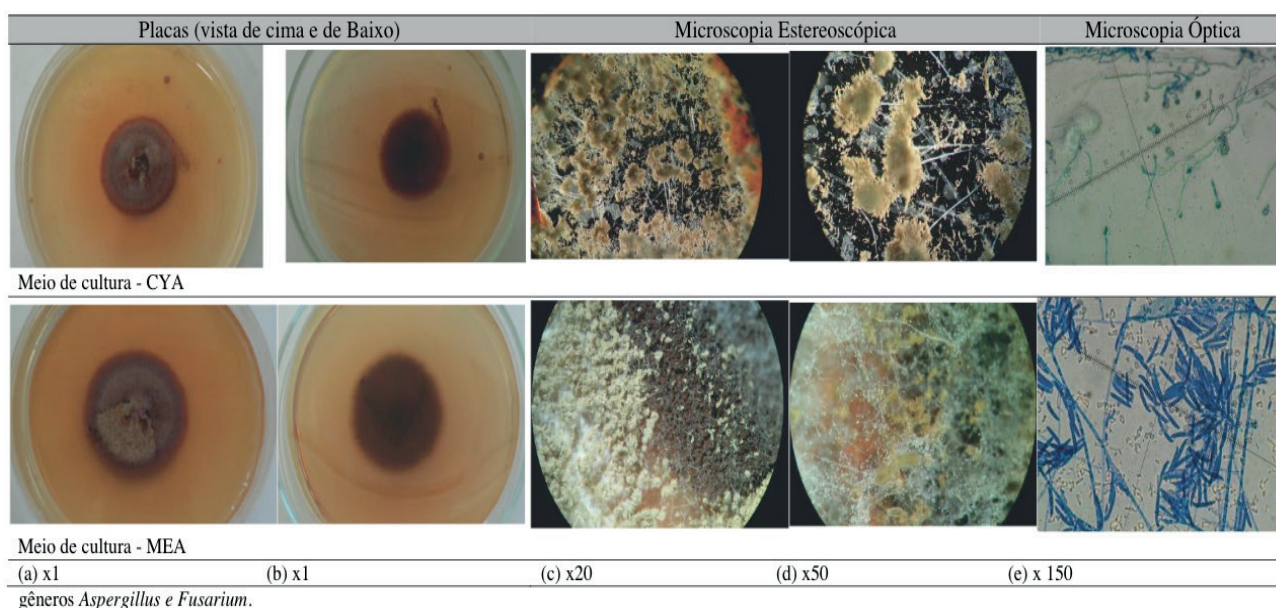 Placas (vista de cima e de Baixo) Microscopia Estereoscópica Microscopia Óptica
Meio de cultura - CYA
Meio de cultura - MEA
(a) x1 (b) x1 (c) x20 (d) x50 (e) x 150
gêneros Aspergillus e Fusarium.